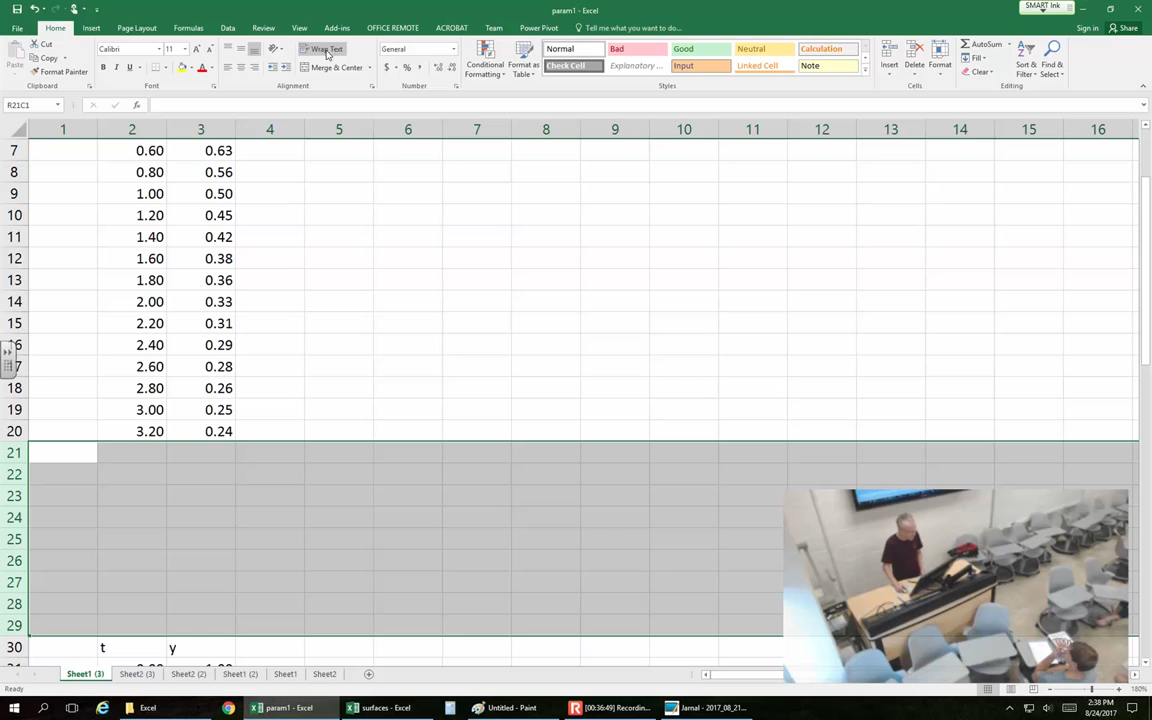 param1 - Excel
SMART Ink
File Home Insert Page Layout Formulas Data Review View Add-ins OFFICE REMOTE ACROBAT Team Power Pivot Tell me what you want to do... Sign in Share
Paste Cut Copy Format Painter Clipboard
Calibri 11 B I U A Font
Wrap Text Merge & Center Alignment
General $ % , Number
Conditional Formatting Format as Table
Normal Bad Good Neutral Calculation
Check Cell Explanatory ... Input Linked Cell Note
Styles
Insert Delete Format Cells
AutoSum Fill Clear Sort & Filter Find & Select Editing
R21C1 fx
1 2 3 4 5 6 7 8 9 10 11 12 13 14 15 16
7 0.60 0.63
8 0.80 0.56
9 1.00 0.50
10 1.20 0.45
11 1.40 0.42
12 1.60 0.38
13 1.80 0.36
14 2.00 0.33
15 2.20 0.31
16 2.40 0.29
17 2.60 0.28
18 2.80 0.26
19 3.00 0.25
20 3.20 0.24
21
22
23
24
25
26
27
28
29
30 t y
Sheet1 (3) Sheet2 (3) Sheet2 (2) Sheet1 (2) Sheet1 Sheet2
Ready 180%
Excel param1 - Excel surfaces - Excel Untitled - Paint [00:36:49] Recordin... Jarnal - 2017_08_21... 2:38 PM
8/24/2017